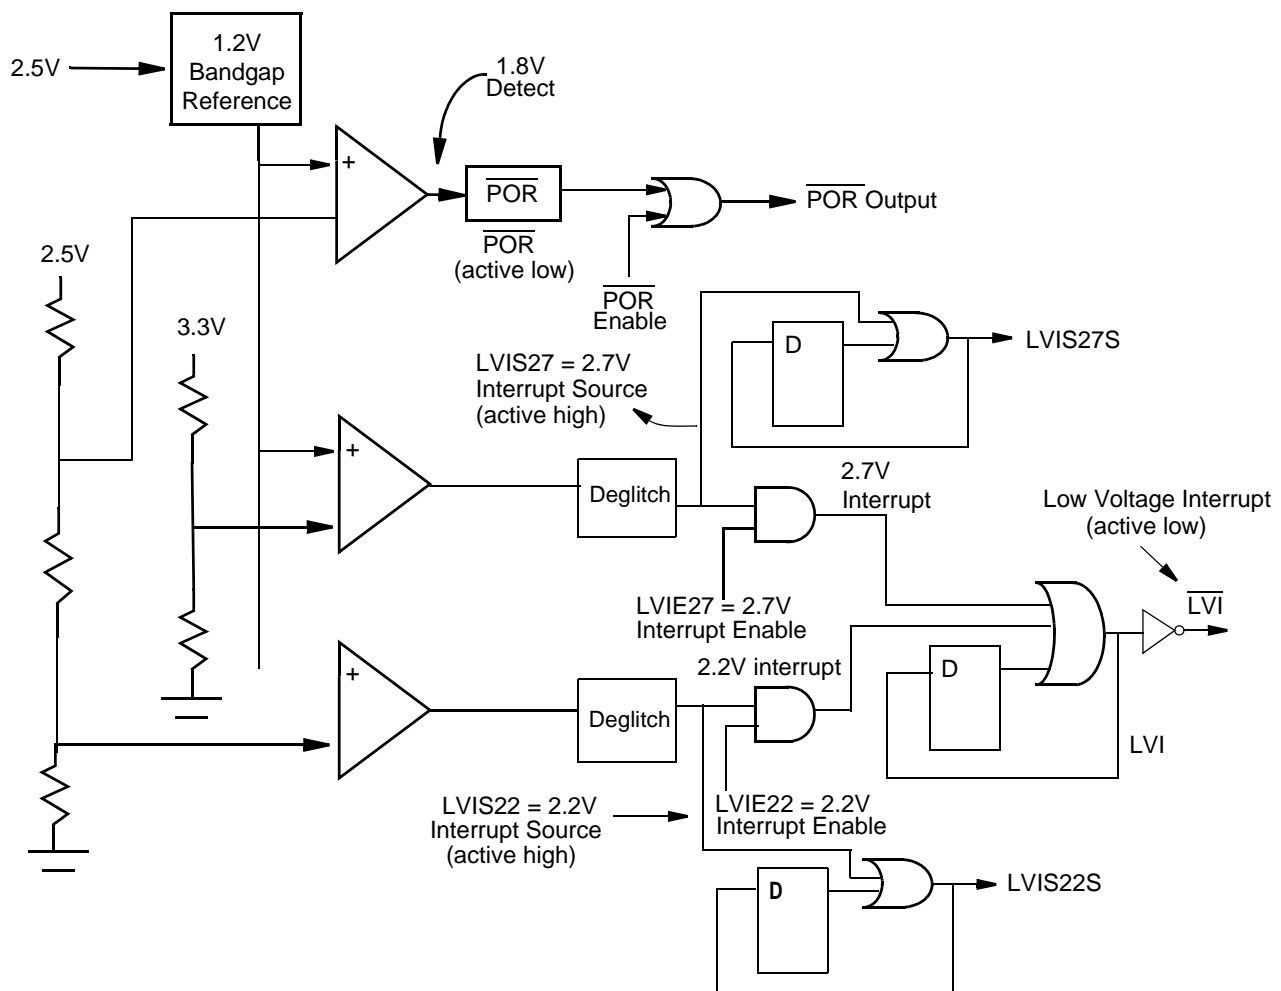 1.2V
Bandgap
Reference
2.5V
1.8V
Detect
+
POR
POR Output
POR
(active low)
2.5V
POR
Enable
3.3V
D
LVIS27S
LVIS27 = 2.7V
Interrupt Source
(active high)
+
2.7V
Interrupt
Deglitch
Low Voltage Interrupt
(active low)
LVIE27 = 2.7V
Interrupt Enable
LVI
2.2V interrupt
+
D
Deglitch
LVI
LVIS22 = 2.2V
Interrupt Source
(active high)
LVIE22 = 2.2V
Interrupt Enable
D
LVIS22S